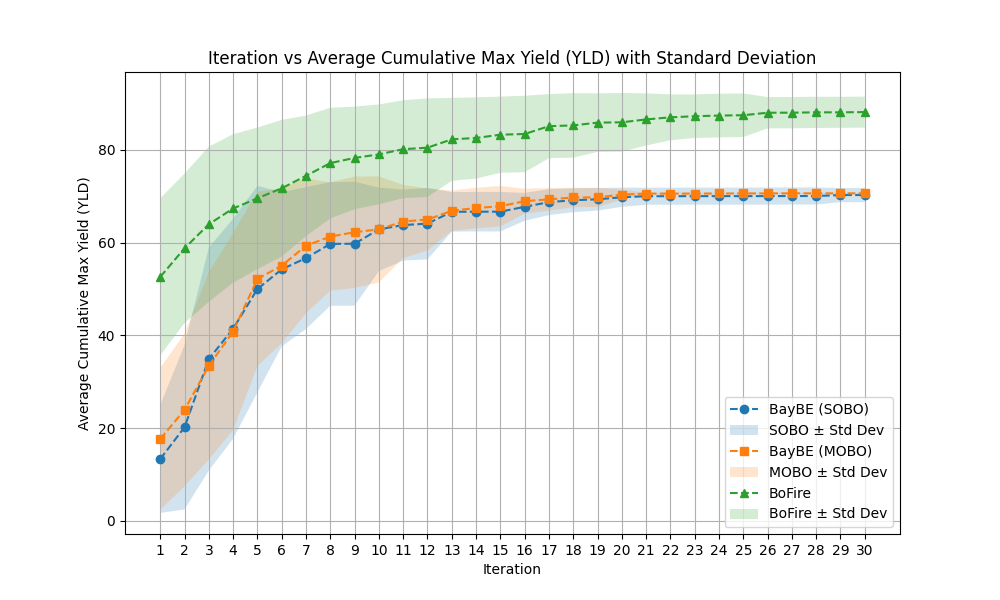 Iteration vs Average Cumulative Max Yield (YLD) with Standard Deviation
Average Cumulative Max Yield (YLD)
80
60
40
20
0
BayBE (SOBO)
SOBO ± Std Dev
BayBE (MOBO)
MOBO ± Std Dev
BoFire
BoFire ± Std Dev
1 2 3 4 5 6 7 8 9 10 11 12 13 14 15 16 17 18 19 20 21 22 23 24 25 26 27 28 29 30
Iteration